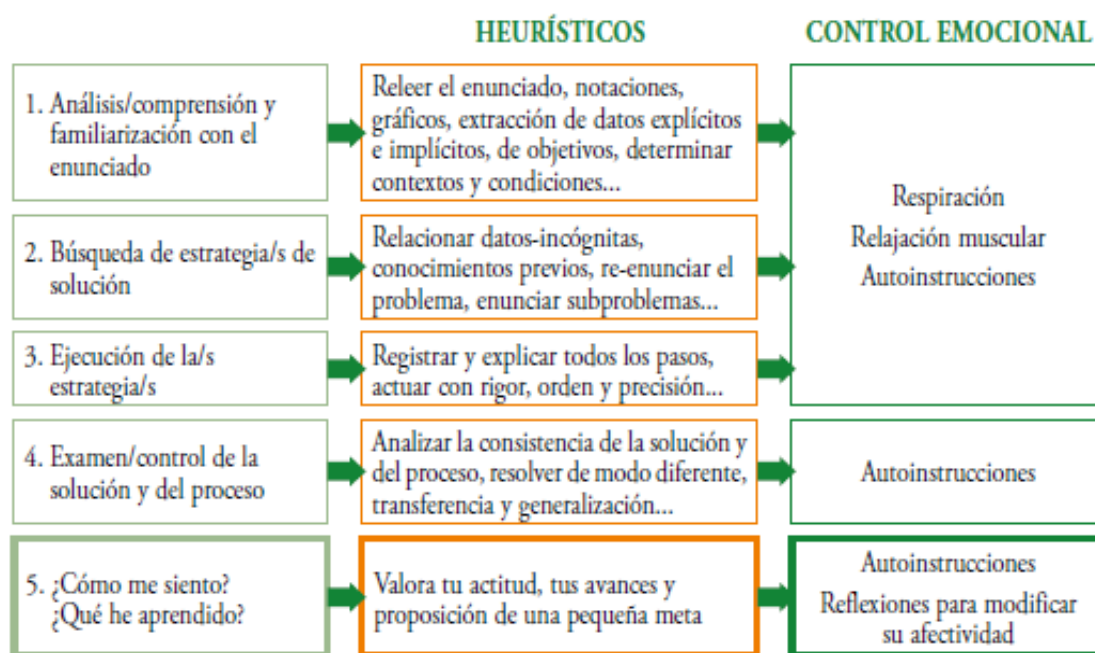 HEURÍSTICOS
CONTROL EMOCIONAL
1. Análisis/comprensión y
familiarización con el
enunciado
Releer el enunciado, notaciones,
gráficos, extracción de datos explícitos
e implícitos, de objetivos, determinar
contextos y condiciones...
Respiración
Relajación muscular
Autoinstrucciones
2. Búsqueda de estrategia/s de
solución
Relacionar datos-incógnitas,
conocimientos previos, re-enunciar el
problema, enunciar subproblemas...
3. Ejecución de la/s
estrategia/s
Registrar y explicar todos los pasos,
actuar con rigor, orden y precisión...
4. Examen/control de la
solución y del proceso
Analizar la consistencia de la solución y
del proceso, resolver de modo diferente,
transferencia y generalización...
Autoinstrucciones
5. ¿Cómo me siento?
¿Qué he aprendido?
Valora tu actitud, tus avances y
proposición de una pequeña meta
Autoinstrucciones
Reflexiones para modificar
su afectividad